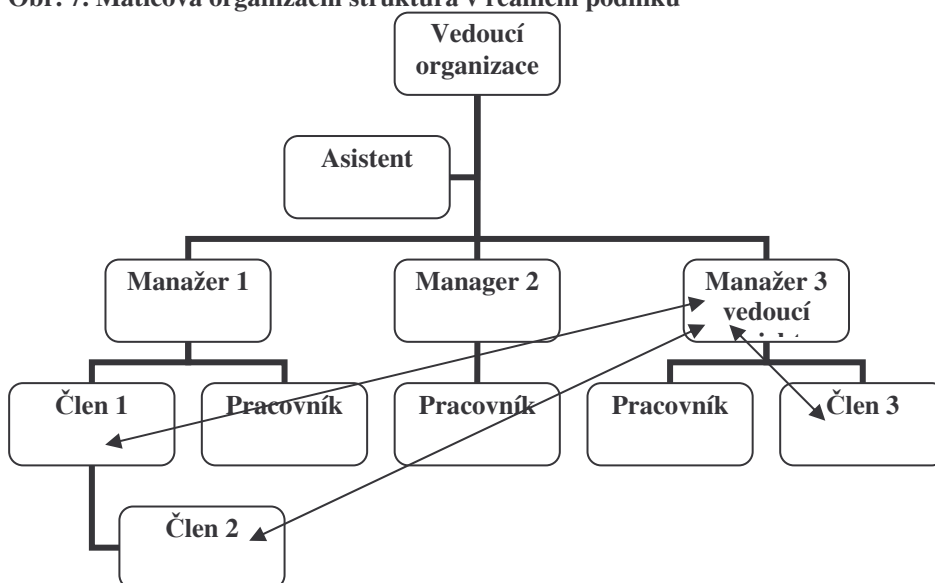 Obr. 7. Maticová organizační struktura v reálném podniku
Vedoucí
organizace
Asistent
Manažer 1
Manager 2
Manažer 3
vedoucí
Člen 1
Pracovník
Pracovník
Pracovník
Člen 3
Člen 2